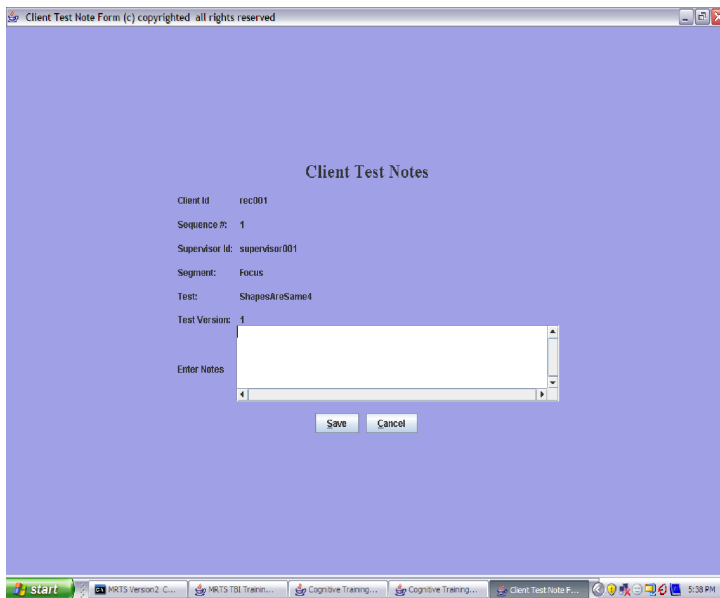 Client Test Note Form (c) copyrighted all rights reserved
Client Test Notes
Client Id rec001
Sequence #: 1
Supervisor Id: supervisor001
Segment: Focus
Test: ShapesAreSame4
Test Version: 1
Enter Notes
Save Cancel
start MRTS Version2 C... MRTS TBI Trainin... Cognitive Training... Cognitive Training... Client Test Note F... 5:38 PM